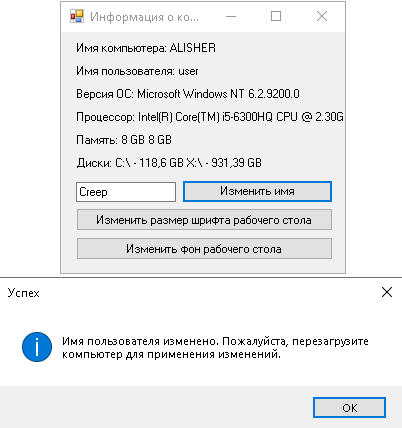 Информация о ко...
Имя компьютера: ALISHER
Имя пользователя: user
Версия ОС: Microsoft Windows NT 6.2.9200.0
Процессор: Intel(R) Core(TM) i5-6300HQ CPU @ 2.30G
Память: 8 GB 8 GB
Диски: C:\ - 118,6 GB X:\ - 931,39 GB
Creep Изменить имя
Изменить размер шрифта рабочего стола
Изменить фон рабочего стола
Успех
Имя пользователя изменено. Пожалуйста, перезагрузите
компьютер для применения изменений.
OK